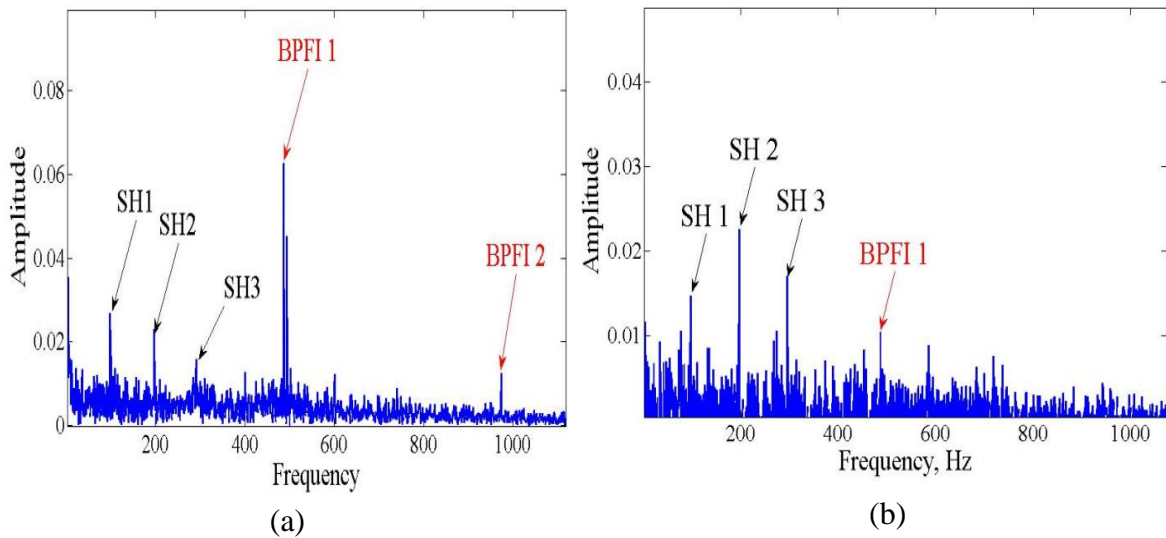 BPFI 1
0.08
0.06
0.04
0.02
0
SH1
SH2
SH3
BPFI 2
Amplitude
200
400
600
800
1000
Frequency
(a)
0.04
0.03
0.02
0.01
SH 1
SH 2
SH 3
BPFI 1
Amplitude
200
400
600
800
1000
Frequency, Hz
(b)